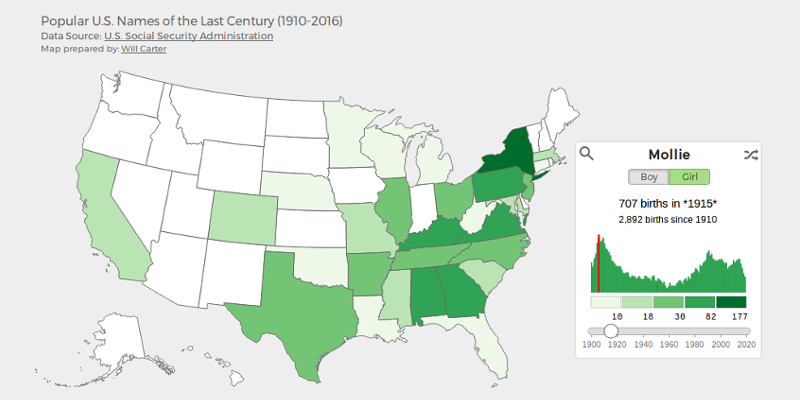 Popular U.S. Names of the Last Century (1910-2016)
Data Source: U.S. Social Security Administration
Map prepared by: Will Carter
Mollie
Boy Girl
707 births in *1915*
2,892 births since 1910
10 18 30 82 177
1900 1920 1940 1960 1980 2000 2020